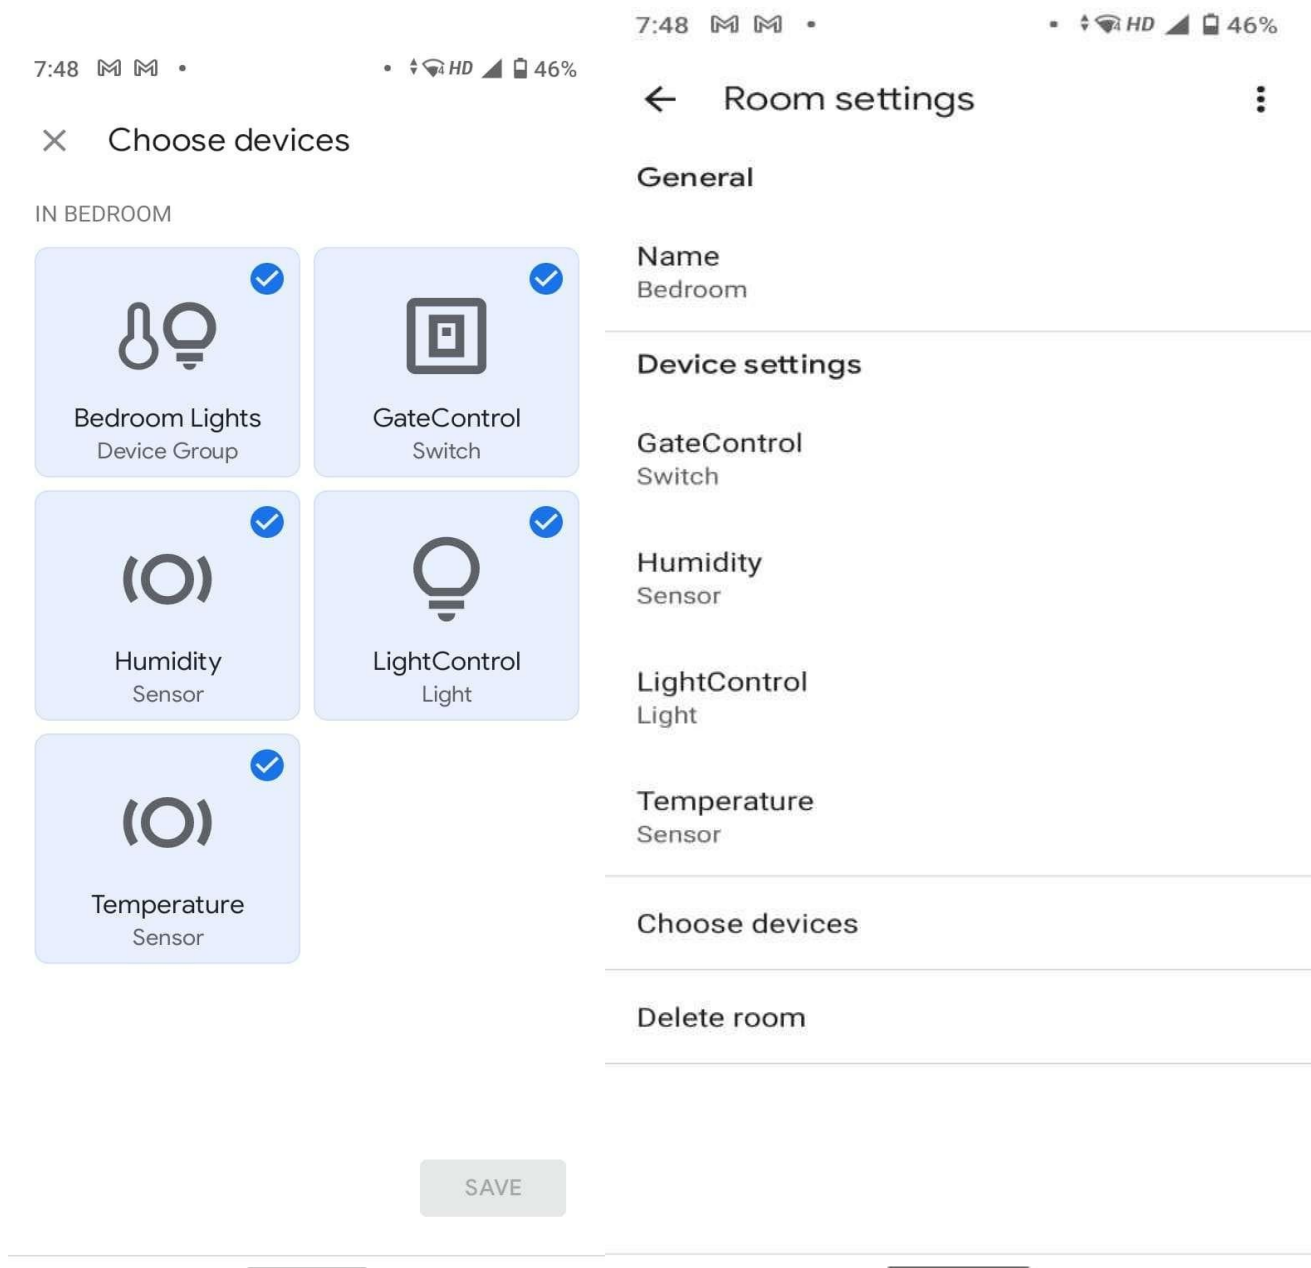 7:48
46%
Choose devices
IN BEDROOM
Bedroom Lights
Device Group
GateControl
Switch
Humidity
Sensor
LightControl
Light
Temperature
Sensor
SAVE
7:48
HD
46%
Room settings
General
Name
Bedroom
Device settings
GateControl
Switch
Humidity
Sensor
LightControl
Light
Temperature
Sensor
Choose devices
Delete room